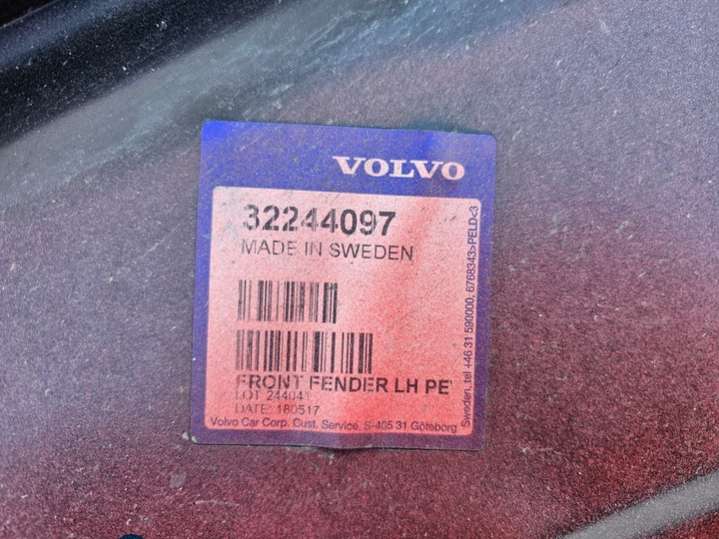 VOLVO
32244097
MADE IN SWEDEN
FRONT FENDER LH PE
LOT 244041
DATE: 180517
Volvo Car Corp. Cust. Service, S-405 31 Göteborg
Sweden, tel +46 31 590000, 6768343>PELD<3